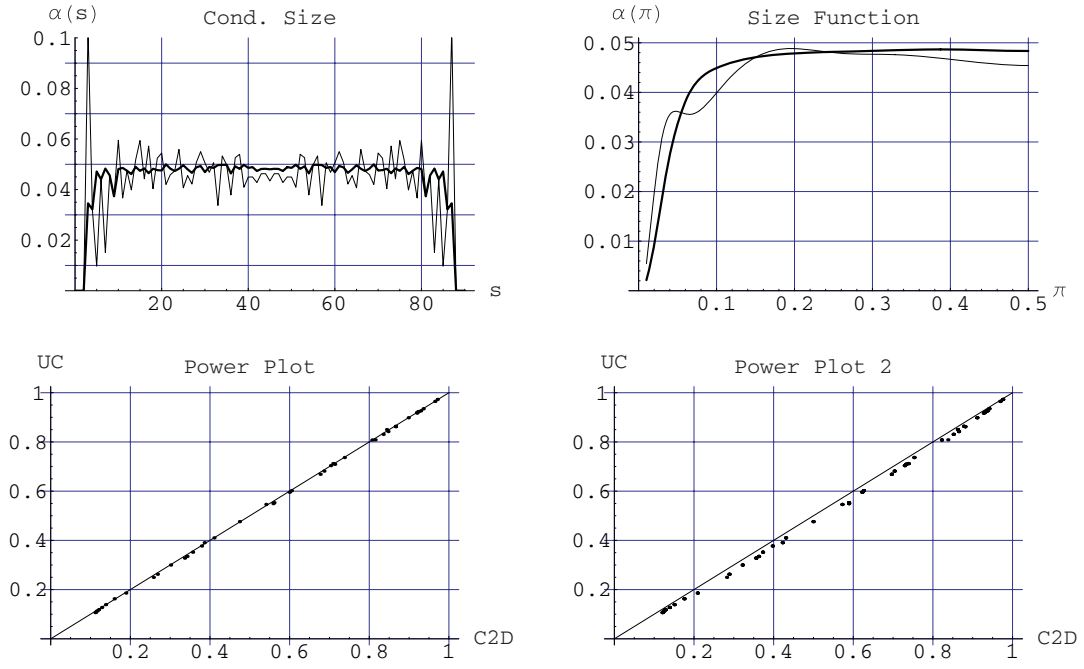 α(s)
Cond. Size
0.1
0.08
0.06
0.04
0.02
20 40 60 80
s
α(π)
Size Function
0.05
0.04
0.03
0.02
0.01
0.1 0.2 0.3 0.4 0.5
π
UC
Power Plot
1
0.8
0.6
0.4
0.2
0.2 0.4 0.6 0.8 1
C2D
UC
Power Plot 2
1
0.8
0.6
0.4
0.2
0.2 0.4 0.6 0.8 1
C2D